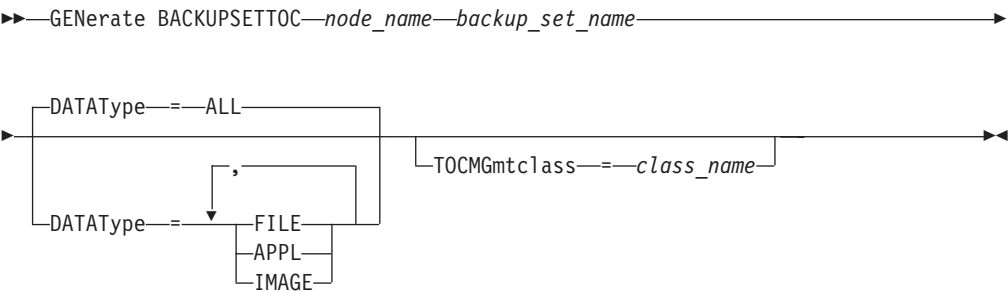 GENerate BACKUPSETTOC node_name backup_set_name
DATAType = ALL
TOCMGmtclass = class_name
,
DATAType = FILE
APPL
IMAGE